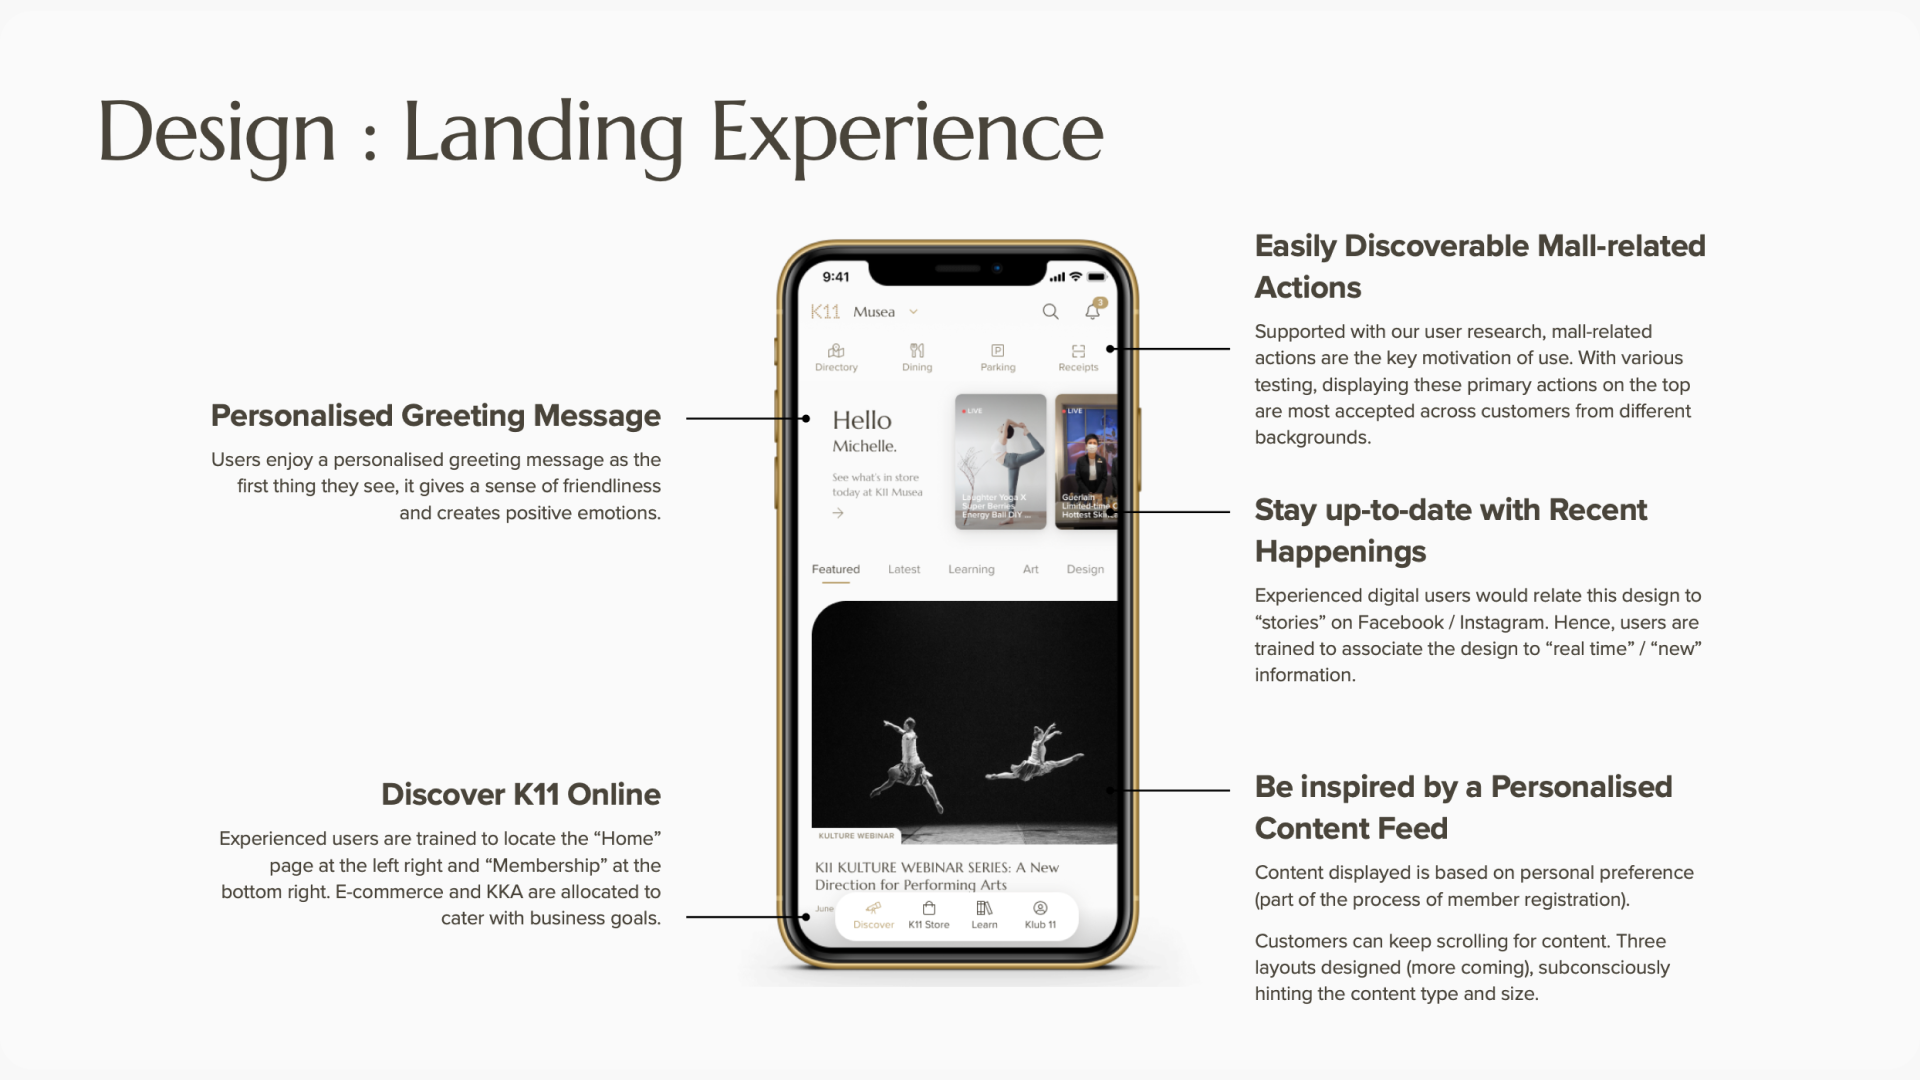 Design : Landing Experience
Personalised Greeting Message
Users enjoy a personalised greeting message as the
first thing they see, it gives a sense of friendliness
and creates positive emotions.
Discover K11 Online
Experienced users are trained to locate the “Home”
page at the left right and “Membership” at the
bottom right. E-commerce and KKA are allocated to
cater with business goals.
9:41
K11 Musea
3
Directory Dining Parking Receipts
Hello
Michelle.
See what's in store
today at K11 Musea
LIVE
Laughter Yoga X
Super Berries
Energy Ball DIY ...
LIVE
Guerlain
Limited-time C
Hottest Ski...
Featured Latest Learning Art Design
KULTURE WEBINAR
K11 KULTURE WEBINAR SERIES: A New
Direction for Performing Arts
June
Discover K11 Store Learn Klub 11
Easily Discoverable Mall-related
Actions
Supported with our user research, mall-related
actions are the key motivation of use. With various
testing, displaying these primary actions on the top
are most accepted across customers from different
backgrounds.
Stay up-to-date with Recent
Happenings
Experienced digital users would relate this design to
“stories” on Facebook / Instagram. Hence, users are
trained to associate the design to “real time” / “new”
information.
Be inspired by a Personalised
Content Feed
Content displayed is based on personal preference
(part of the process of member registration).
Customers can keep scrolling for content. Three
layouts designed (more coming), subconsciously
hinting the content type and size.